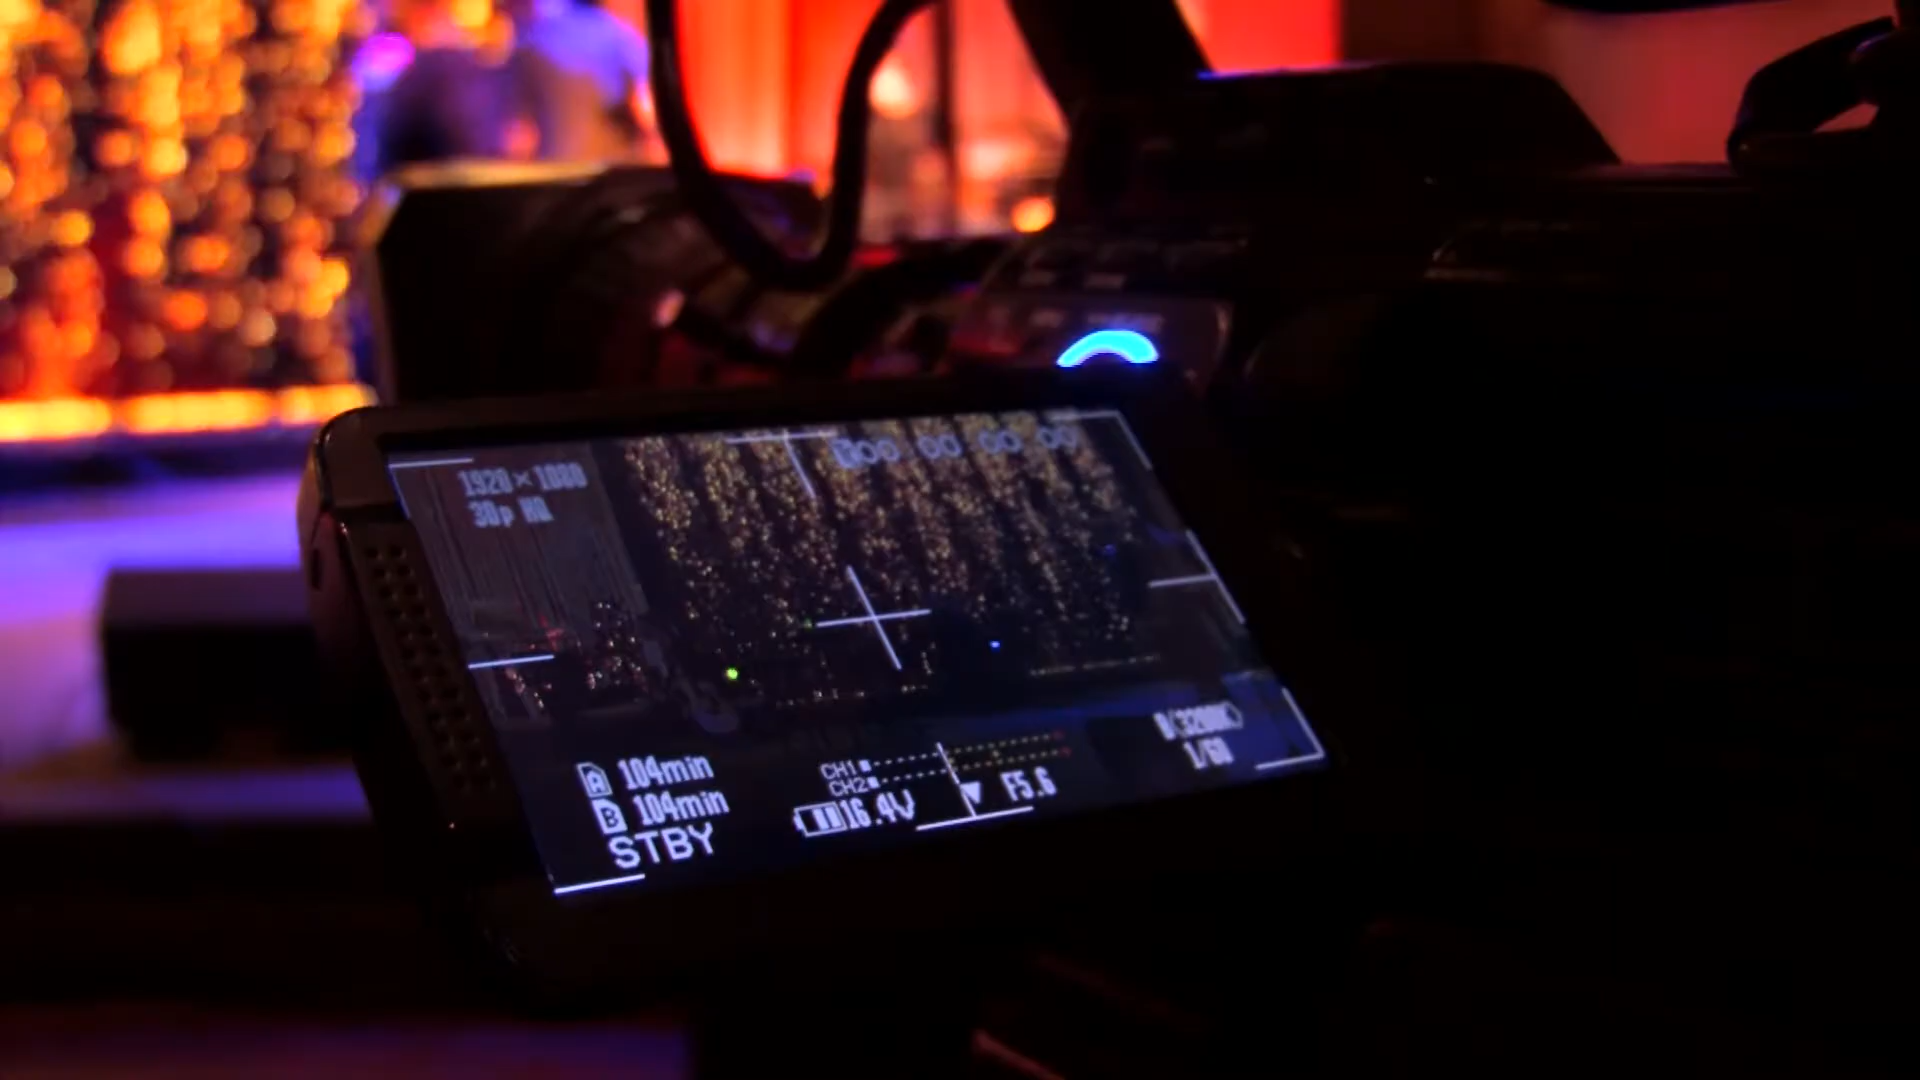 1920×1080
30p HQ
00 00 00 00
A 104min
B 104min
STBY
CH1
CH2
16.4V
F5.6
1/60